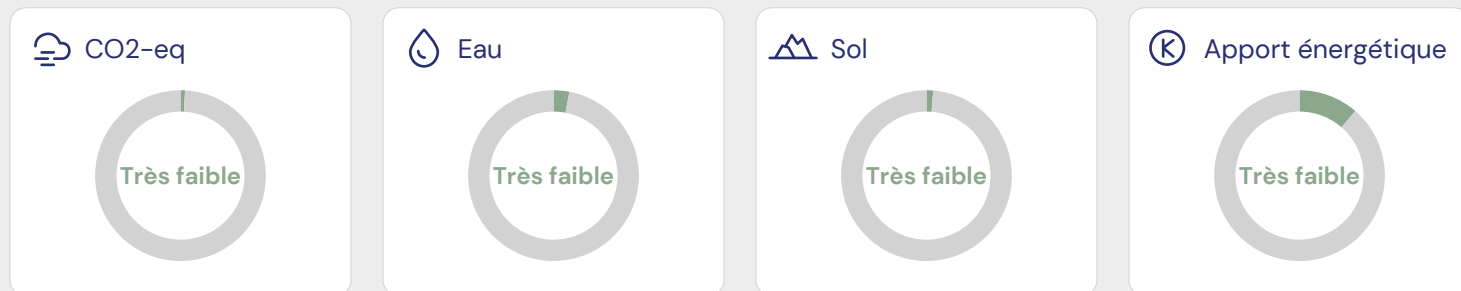 CO2-eq
Très faible
Eau
Très faible
Sol
Très faible
Apport énergétique
Très faible